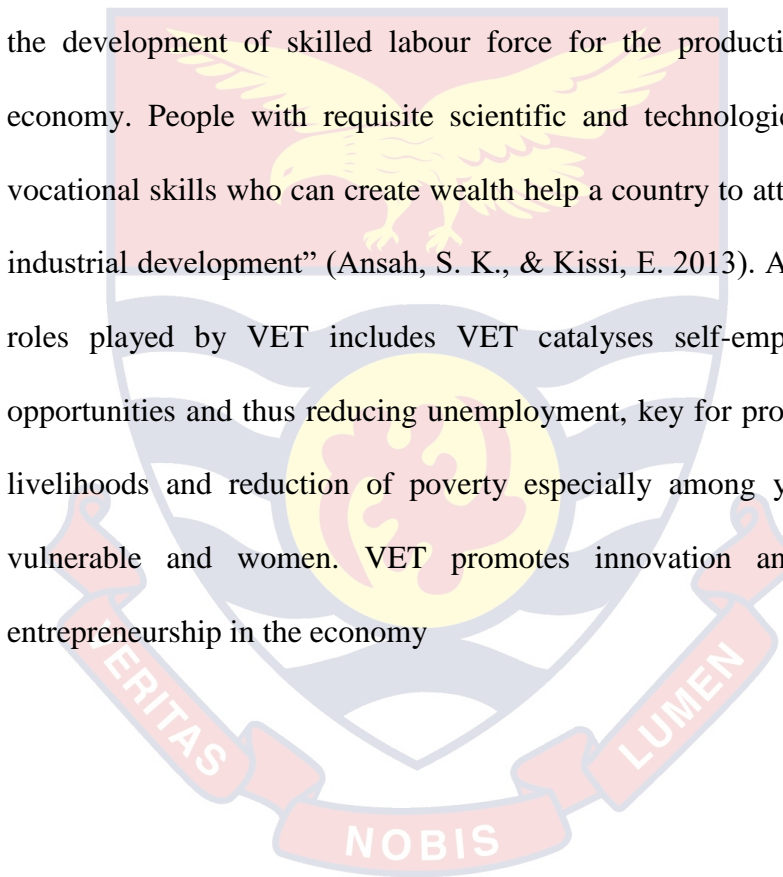 the development of skilled labour force for the producti
economy. People with requisite scientific and technologic
vocational skills who can create wealth help a country to att
industrial development” (Ansah, S. K., & Kissi, E. 2013). A
roles played by VET includes VET catalyses self-emp
opportunities and thus reducing unemployment, key for pro
livelihoods and reduction of poverty especially among y
vulnerable and women. VET promotes innovation an
entrepreneurship in the economy
VERITAS
NOBIS
LUMEN